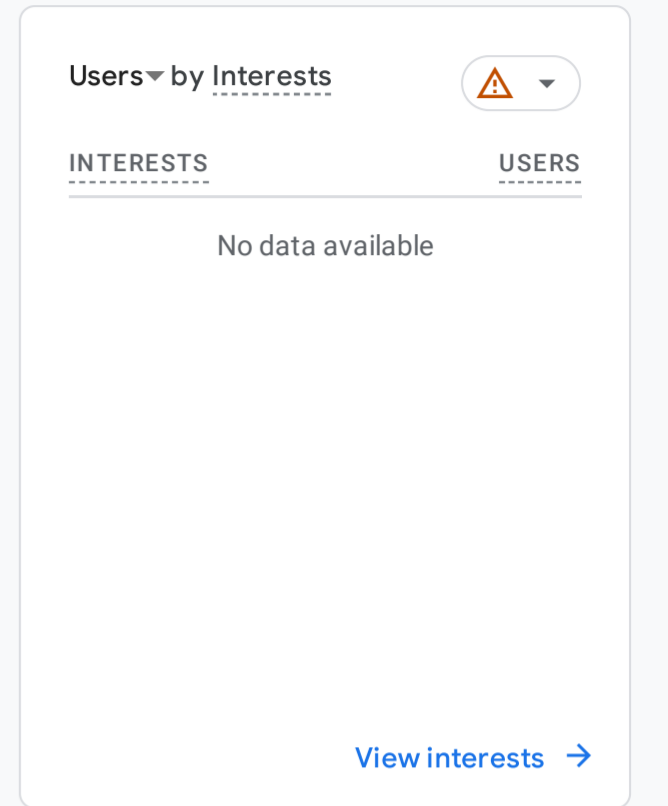 Users by Interests
INTERESTS USERS
No data available
View interests